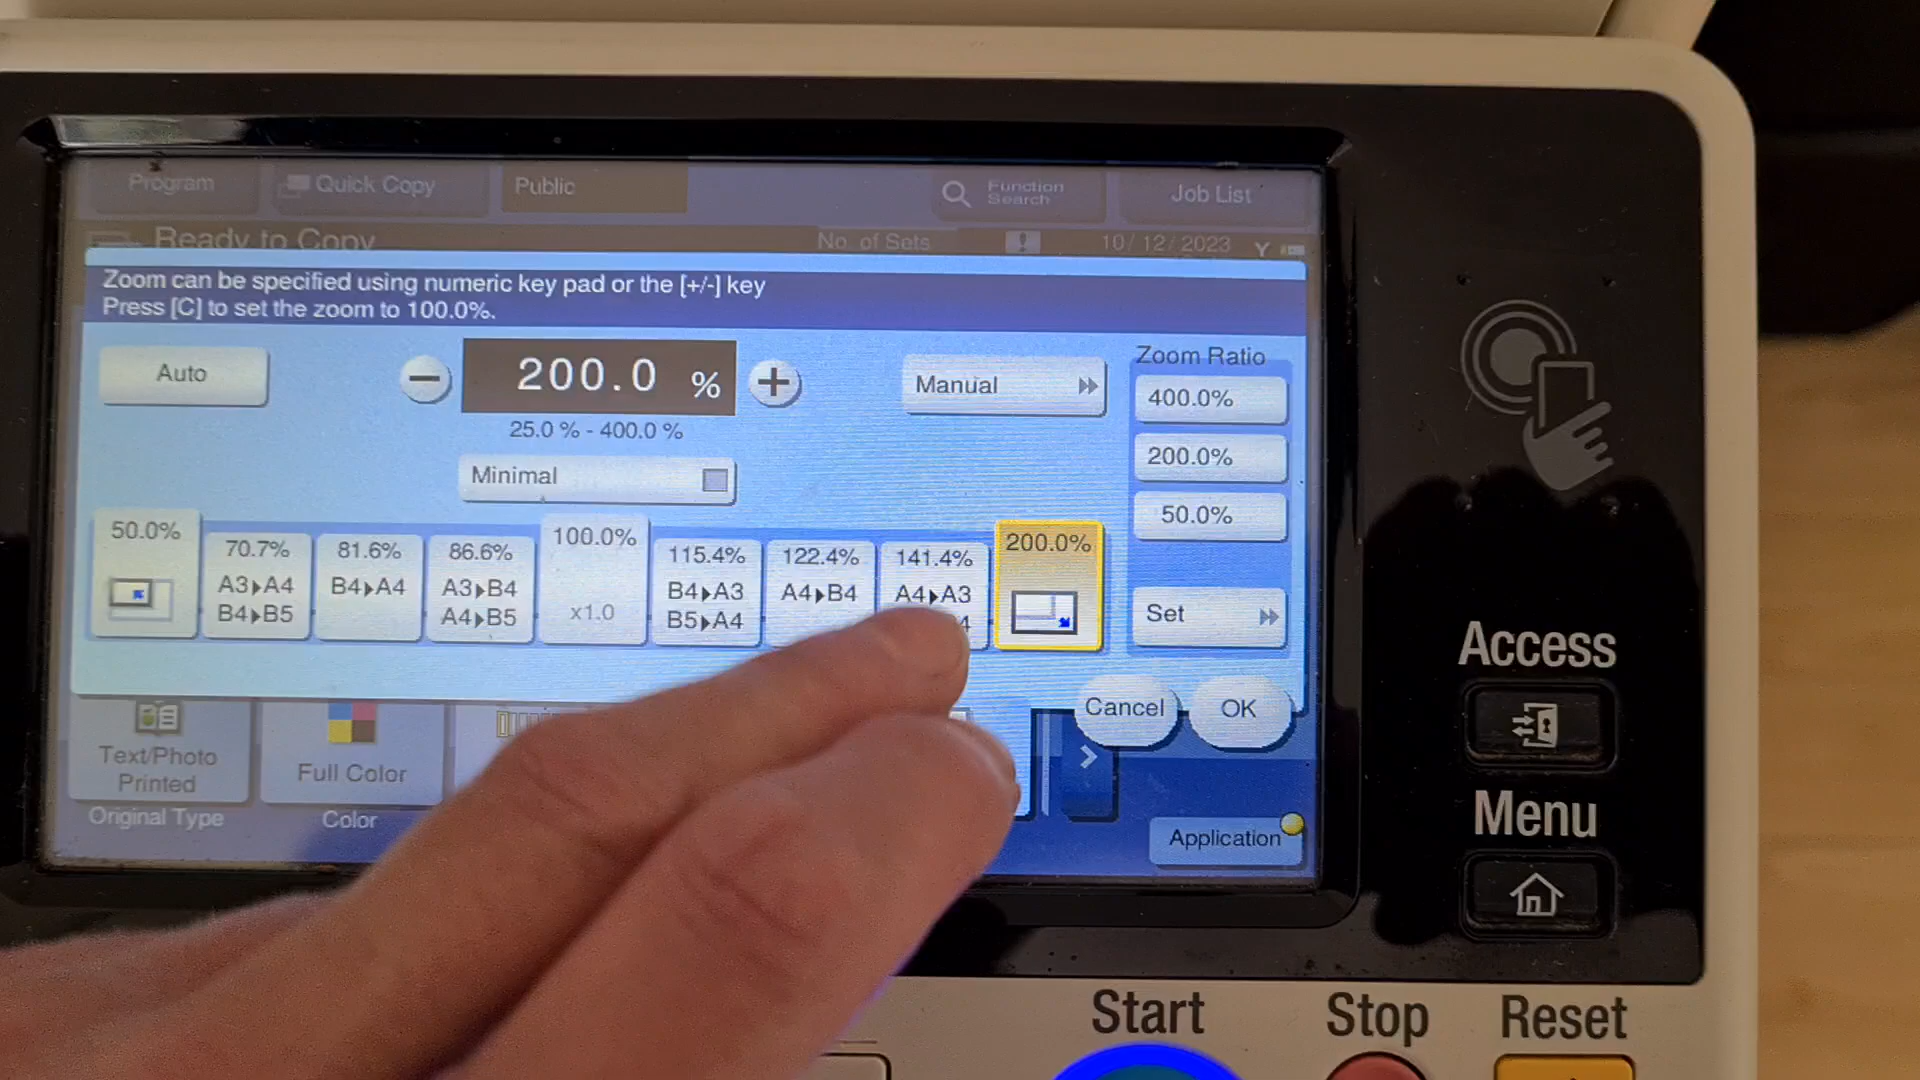 Program
Quick Copy
Public
Function
Search
Job List
Ready to Copy
No. of Sets
10/12/2023
Y
Zoom can be specified using numeric key pad or the [+/-] key
Press [C] to set the zoom to 100.0%.
Auto
−
200.0 %
+
25.0 % - 400.0 %
Minimal
Manual
Zoom Ratio
400.0%
200.0%
50.0%
Set
50.0%
70.7%
A3▶A4
B4▶B5
81.6%
B4▶A4
86.6%
A3▶B4
A4▶B5
100.0%
x1.0
115.4%
B4▶A3
B5▶A4
122.4%
A4▶B4
141.4%
A4▶A3
4
200.0%
Cancel
OK
Text/Photo
Printed
Original Type
Full Color
Color
Application
Access
Menu
Start
Stop
Reset